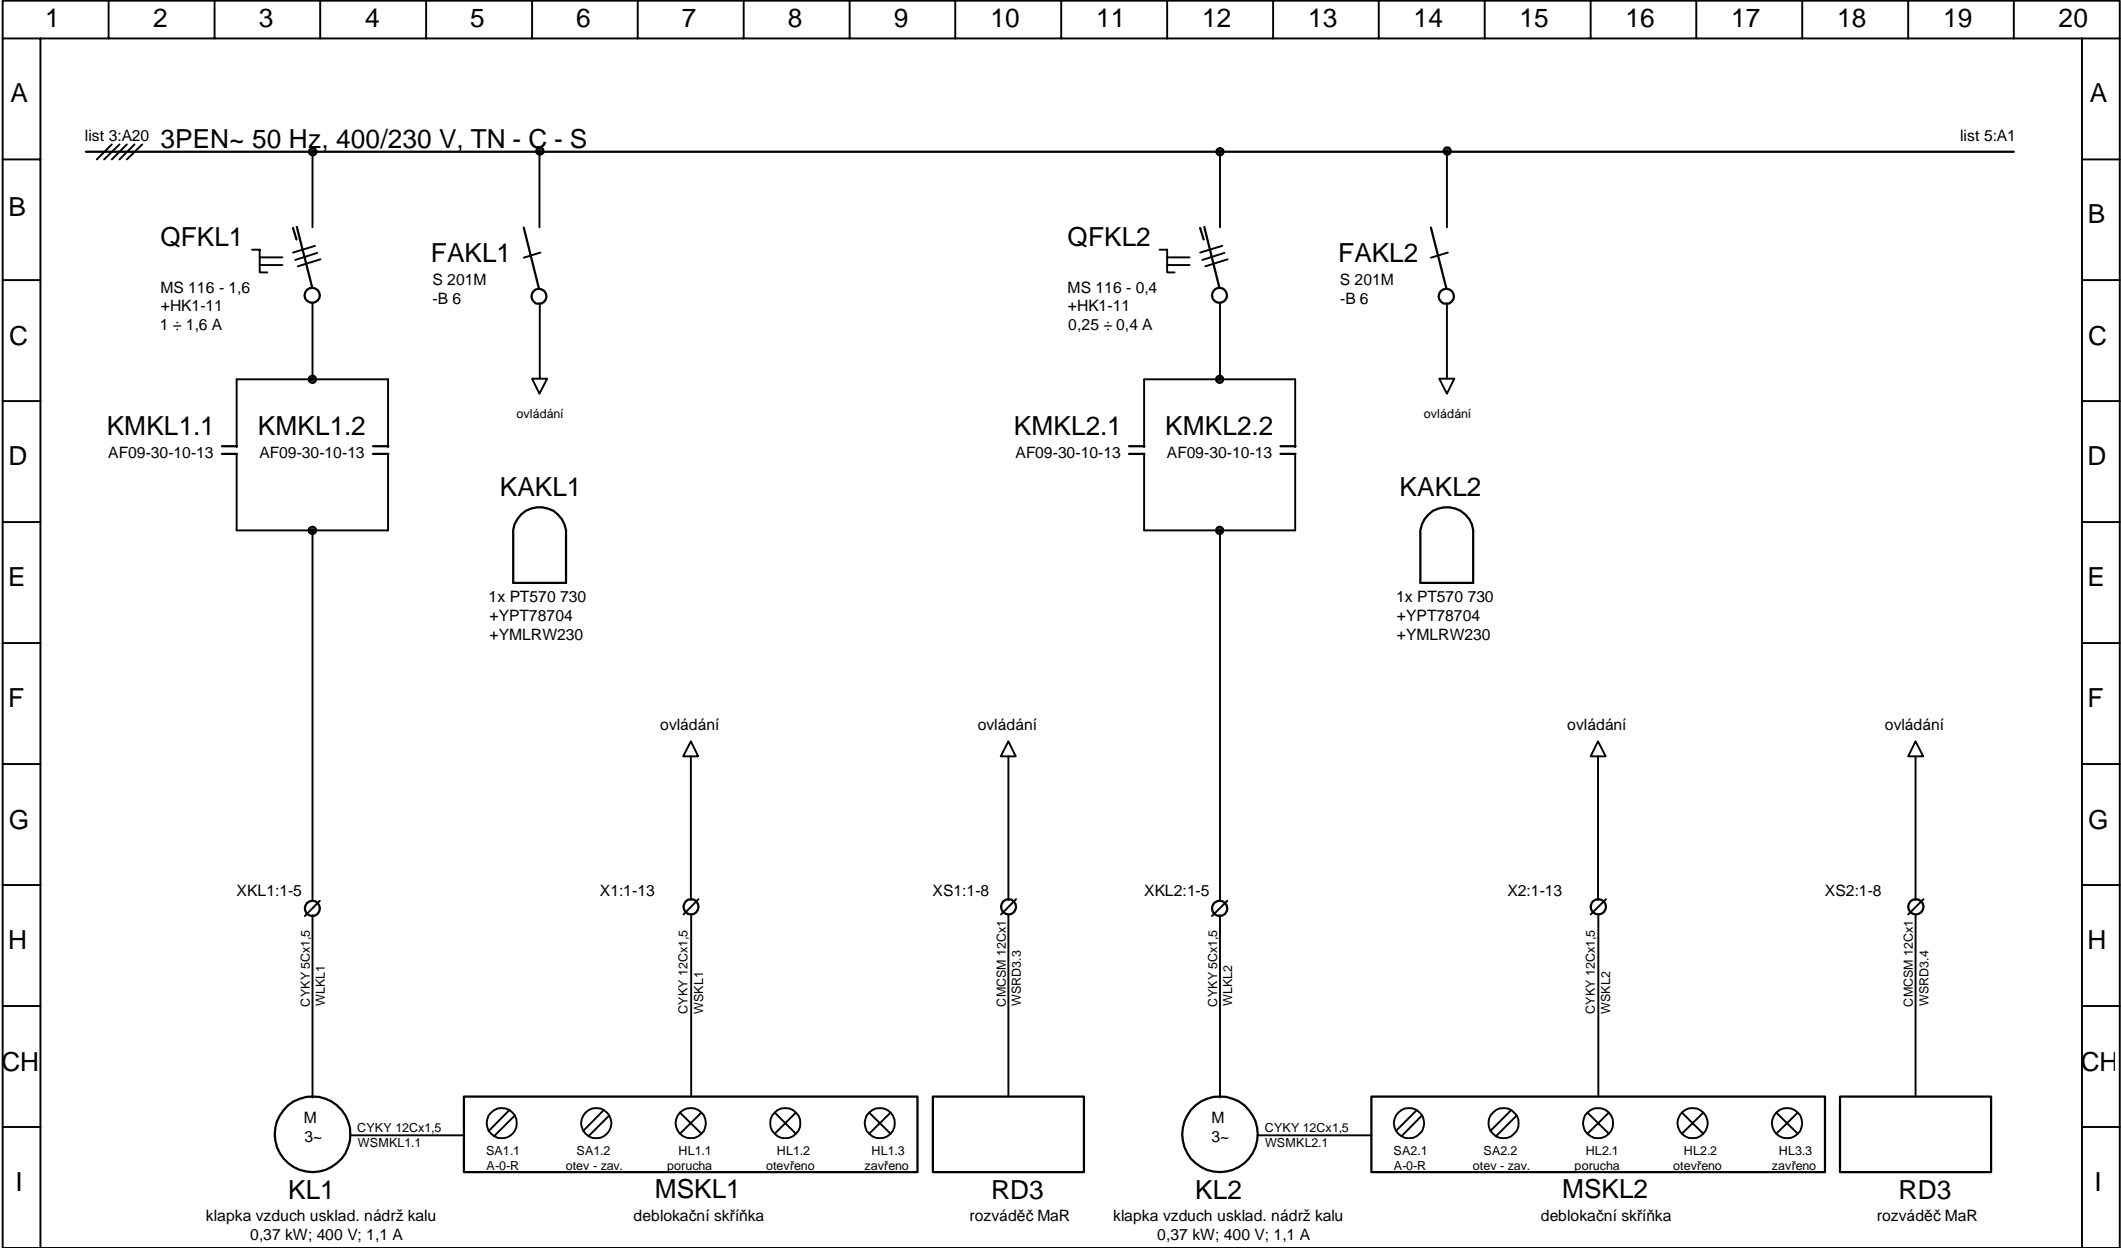 1 2 3 4 5 6 7 8 9 10 11 12 13 14 15 16 17 18 19 20
A A
list 3:A20 3PEN~ 50 Hz, 400/230 V, TN - C - S list 5:A1
B B
QFKL1
MS 116 - 1,6
+HK1-11
1 ÷ 1,6 A
FAKL1
S 201M
-B 6
QFKL2
MS 116 - 0,4
+HK1-11
0,25 ÷ 0,4 A
FAKL2
S 201M
-B 6
C C
ovládání
ovládání
KMKL1.1
AF09-30-10-13
KMKL1.2
AF09-30-10-13
KMKL2.1
AF09-30-10-13
KMKL2.2
AF09-30-10-13
D D
KAKL1
1x PT570 730
+YPT78704
+YMLRW230
KAKL2
1x PT570 730
+YPT78704
+YMLRW230
E E
F F
ovládání
ovládání
ovládání
ovládání
G G
XKL1:1-5
X1:1-13
XS1:1-8
XKL2:1-5
X2:1-13
XS2:1-8
H H
CYKY 5Cx1,5
WLKL1
CYKY 12Cx1,5
WSKL1
CMCSM 12Cx1
WSRD3.3
CYKY 5Cx1,5
WLKL2
CYKY 12Cx1,5
WSKL2
CMCSM 12Cx1
WSRD3.4
CH CH
M
3~
CYKY 12Cx1,5
WSMKL1.1
SA1.1
A-0-R
SA1.2
otev - zav.
HL1.1
porucha
HL1.2
otevřeno
HL1.3
zavřeno
M
3~
CYKY 12Cx1,5
WSMKL2.1
SA2.1
A-0-R
SA2.2
otev - zav.
HL2.1
porucha
HL2.2
otevřeno
HL3.3
zavřeno
I I
KL1
klapka vzduch usklad. nádrž kalu
0,37 kW; 400 V; 1,1 A
MSKL1
deblokační skříňka
RD3
rozváděč MaR
KL2
klapka vzduch usklad. nádrž kalu
0,37 kW; 400 V; 1,1 A
MSKL2
deblokační skříňka
RD3
rozváděč MaR